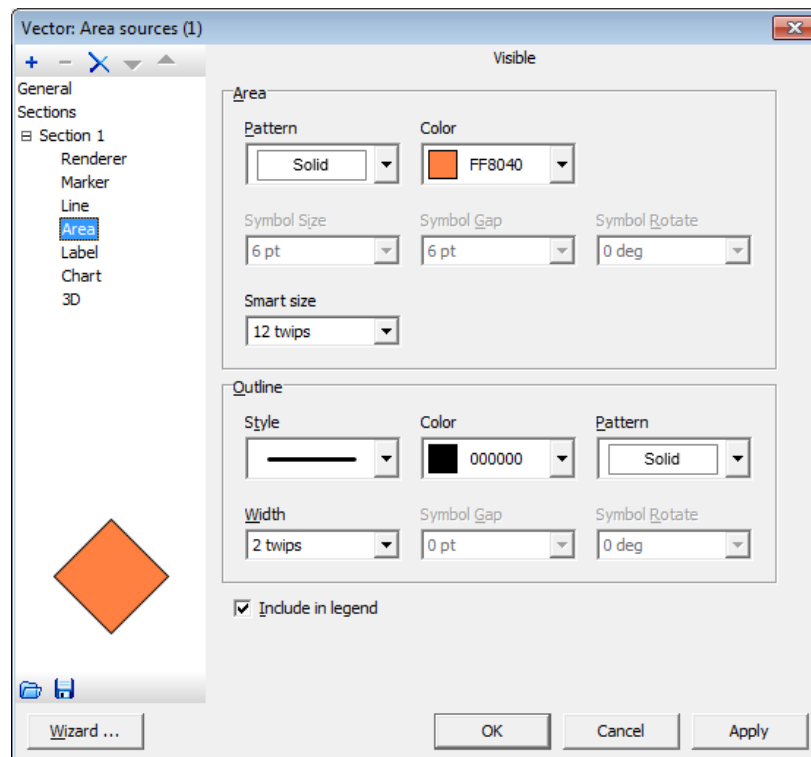 Vector: Area sources (1)
Visible
General
Sections
Section 1
Renderer
Marker
Line
Area
Label
Chart
3D
Area
Pattern Color
Solid FF8040
Symbol Size Symbol Gap Symbol Rotate
6 pt 6 pt 0 deg
Smart size
12 twips
Outline
Style Color Pattern
000000 Solid
Width Symbol Gap Symbol Rotate
2 twips 0 pt 0 deg
Include in legend
Wizard ... OK Cancel Apply